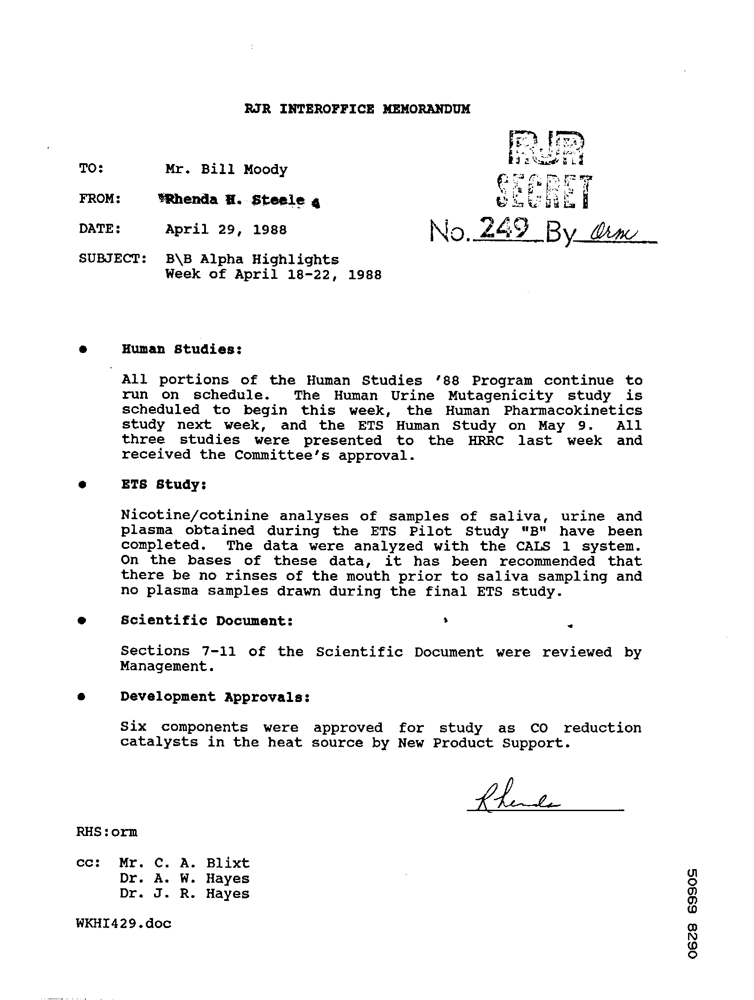 RJR INTEROFFICE MEMORANDUM
RJR
SECRET
No. 249 By orm
TO: Mr. Bill Moody
FROM: Rhenda H. Steele
DATE: April 29, 1988
SUBJECT: B\B Alpha Highlights
Week of April 18-22, 1988
● Human Studies:
All portions of the Human Studies '88 Program continue to
run on schedule. The Human Urine Mutagenicity study is
scheduled to begin this week, the Human Pharmacokinetics
study next week, and the ETS Human Study on May 9. All
three studies were presented to the HRRC last week and
received the Committee's approval.
● ETS Study:
Nicotine/cotinine analyses of samples of saliva, urine and
plasma obtained during the ETS Pilot Study "B" have been
completed. The data were analyzed with the CALS 1 system.
On the bases of these data, it has been recommended that
there be no rinses of the mouth prior to saliva sampling and
no plasma samples drawn during the final ETS study.
● Scientific Document:
Sections 7-11 of the Scientific Document were reviewed by
Management.
● Development Approvals:
Six components were approved for study as CO reduction
catalysts in the heat source by New Product Support.
Rhenda
RHS:orm
cc: Mr. C. A. Blixt
Dr. A. W. Hayes
Dr. J. R. Hayes
WKHI429.doc
50669 8290